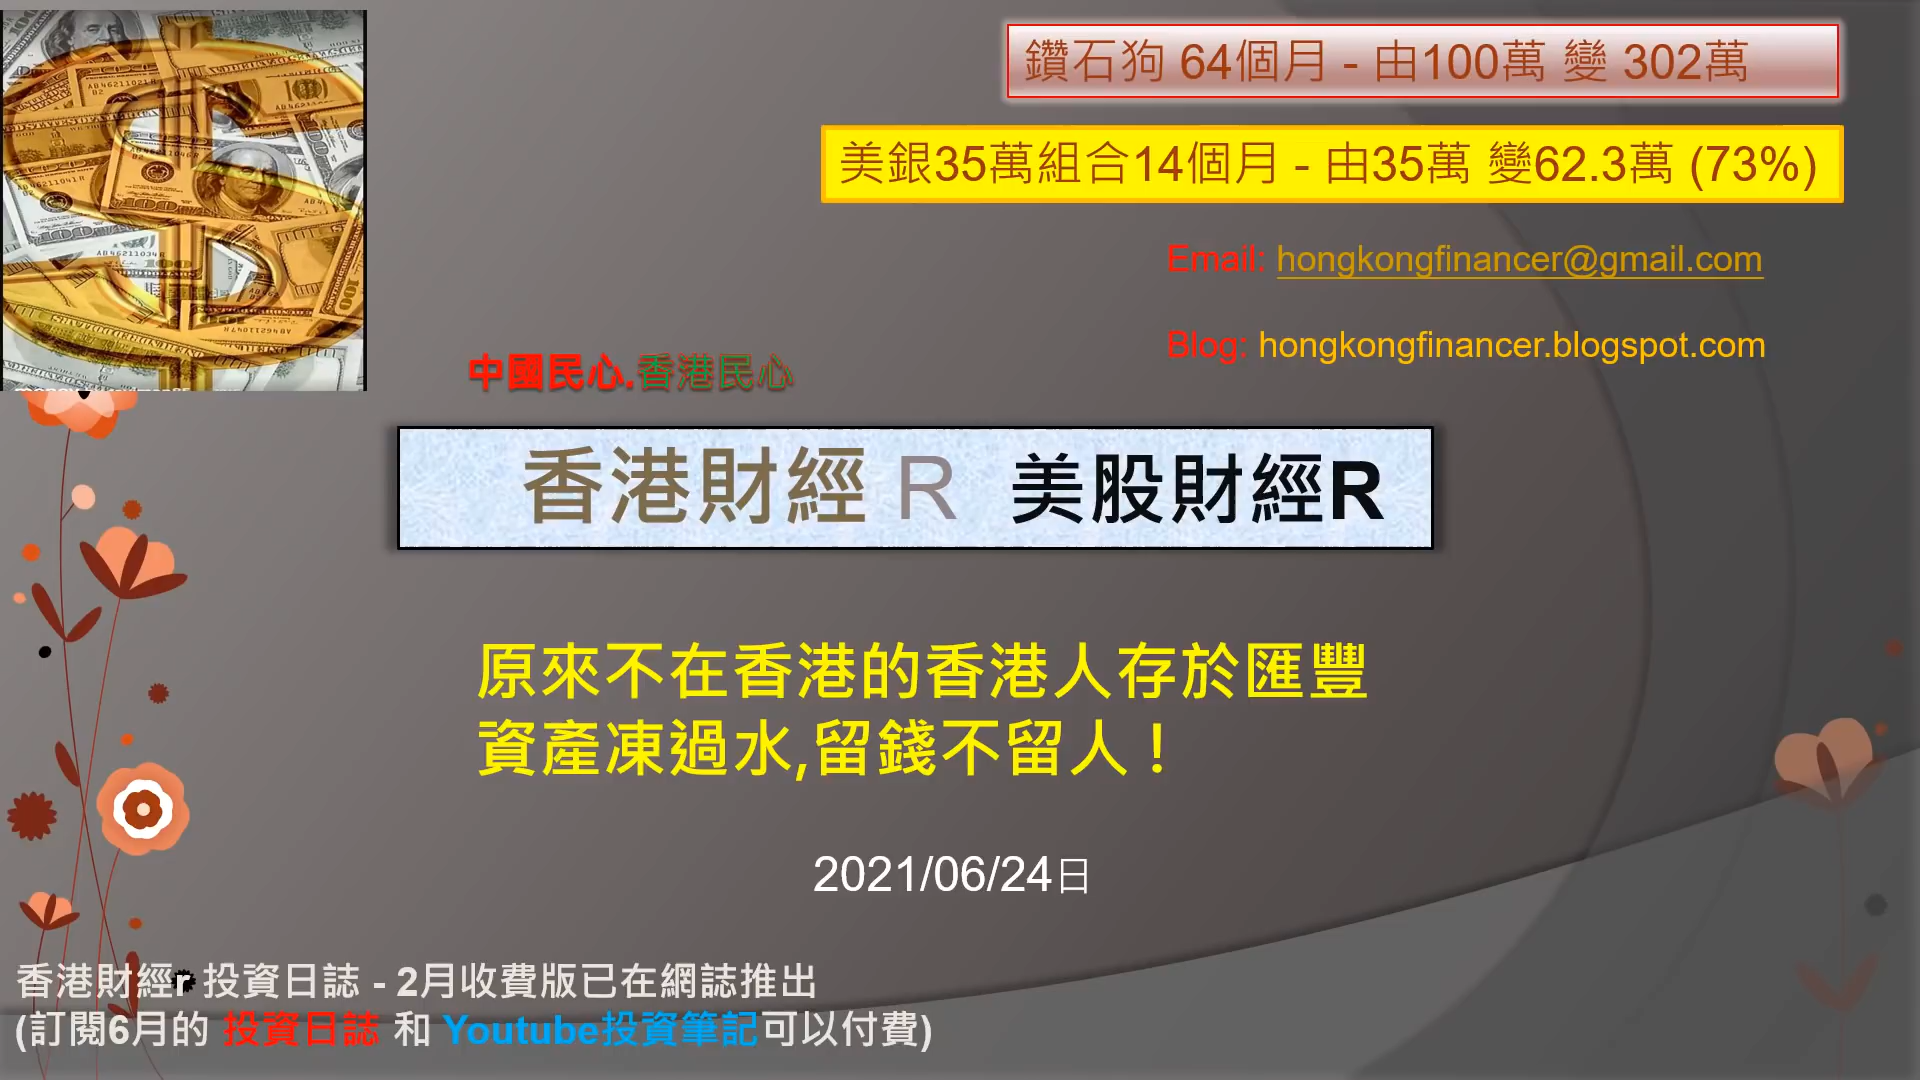 鑽石狗 64個月 - 由100萬 變 302萬
美銀35萬組合14個月 - 由35萬 變62.3萬 (73%)
Email: hongkongfinancer@gmail.com
Blog: hongkongfinancer.blogspot.com
中國民心.香港民心
香港財經 R 美股財經R
原來不在香港的香港人存於匯豐
資產凍過水,留錢不留人！
2021/06/24日
香港財經r 投資日誌 - 2月收費版已在網誌推出
(訂閱6月的 投資日誌 和 Youtube投資筆記可以付費)